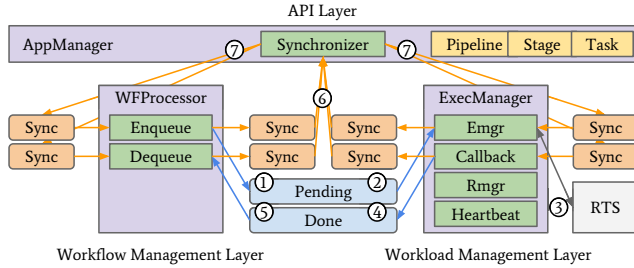 API Layer
AppManager
Synchronizer
Pipeline Stage Task
7 7
WFProcessor
6
ExecManager
Sync Enqueue Sync Sync Emgr Sync
Sync Dequeue Sync Sync Callback Sync
1 Pending 2
Rmgr
5 Done 4
Heartbeat
3 RTS
Workflow Management Layer
Workload Management Layer